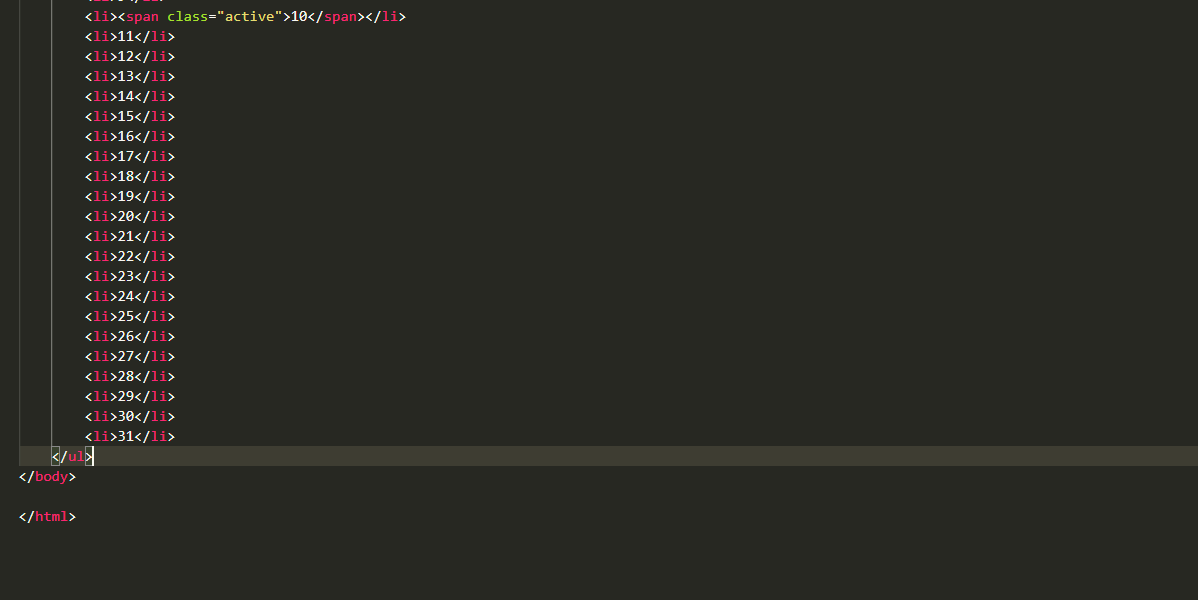 <li><span class="active">10</span></li>
<li>11</li>
<li>12</li>
<li>13</li>
<li>14</li>
<li>15</li>
<li>16</li>
<li>17</li>
<li>18</li>
<li>19</li>
<li>20</li>
<li>21</li>
<li>22</li>
<li>23</li>
<li>24</li>
<li>25</li>
<li>26</li>
<li>27</li>
<li>28</li>
<li>29</li>
<li>30</li>
<li>31</li>
</ul>
</body>
</html>